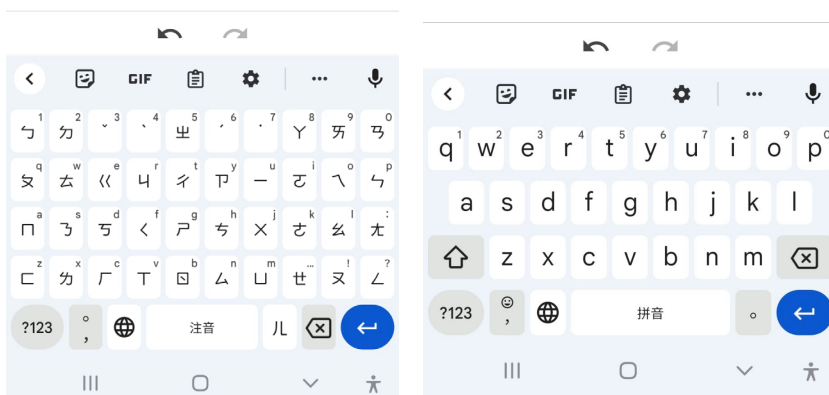 GIF
ㄅ 1 ㄉ 2 ˇ 3 ˋ 4 ㄓ 5 ˊ 6 ˙ 7 ㄚ 8 ㄞ 9 ㄢ 0
ㄆ q ㄊ w ㄍ e ㄐ r ㄔ t ㄗ y ㄧ u ㄛ i ㄟ o ㄣ p
ㄇ a ㄋ s ㄎ d ㄑ f ㄕ g ㄘ h ㄨ j ㄜ k ㄠ l ㄤ :
ㄈ z ㄌ x ㄏ c ㄒ v ㄖ b ㄙ n ㄩ m ㄝ … ㄡ ! ㄥ ?
?123 。 , 注音 ㄦ
GIF
q 1 w 2 e 3 r 4 t 5 y 6 u 7 i 8 o 9 p 0
a s d f g h j k l
z x c v b n m
?123 , 拼音 。